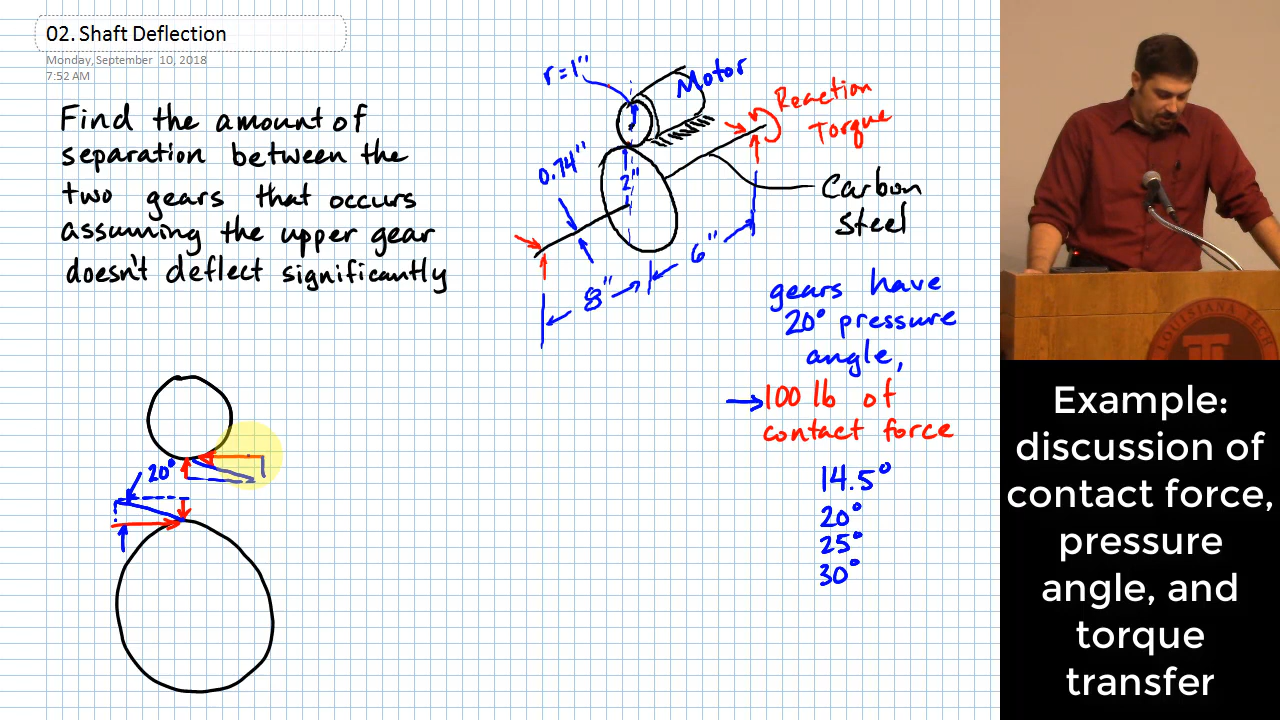 02. Shaft Deflection
Monday, September 10, 2018
7:52 AM
Find the amount of
separation between the
two gears that occurs
assuming the upper gear
doesn't deflect significantly
r=1"
Motor
Reaction
Torque
0.74"
2"
Carbon
steel
6"
8"
gears have
20° pressure
angle,
→100 lb of
contact force
14.5°
20°
25°
30°
20°
LOUISIANA TECH
Example:
discussion of
contact force,
pressure
angle, and
torque
transfer